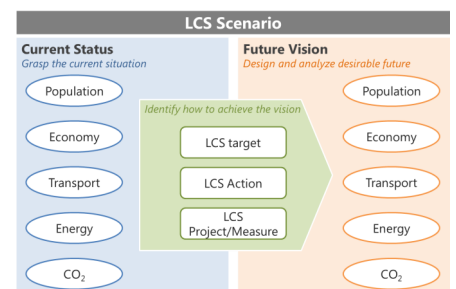 LCS Scenario
Current Status
Grasp the current situation
Population
Economy
Transport
Energy
CO₂
Identify how to achieve the vision
LCS target
LCS Action
LCS
Project/Measure
Future Vision
Design and analyze desirable future
Population
Economy
Transport
Energy
CO₂